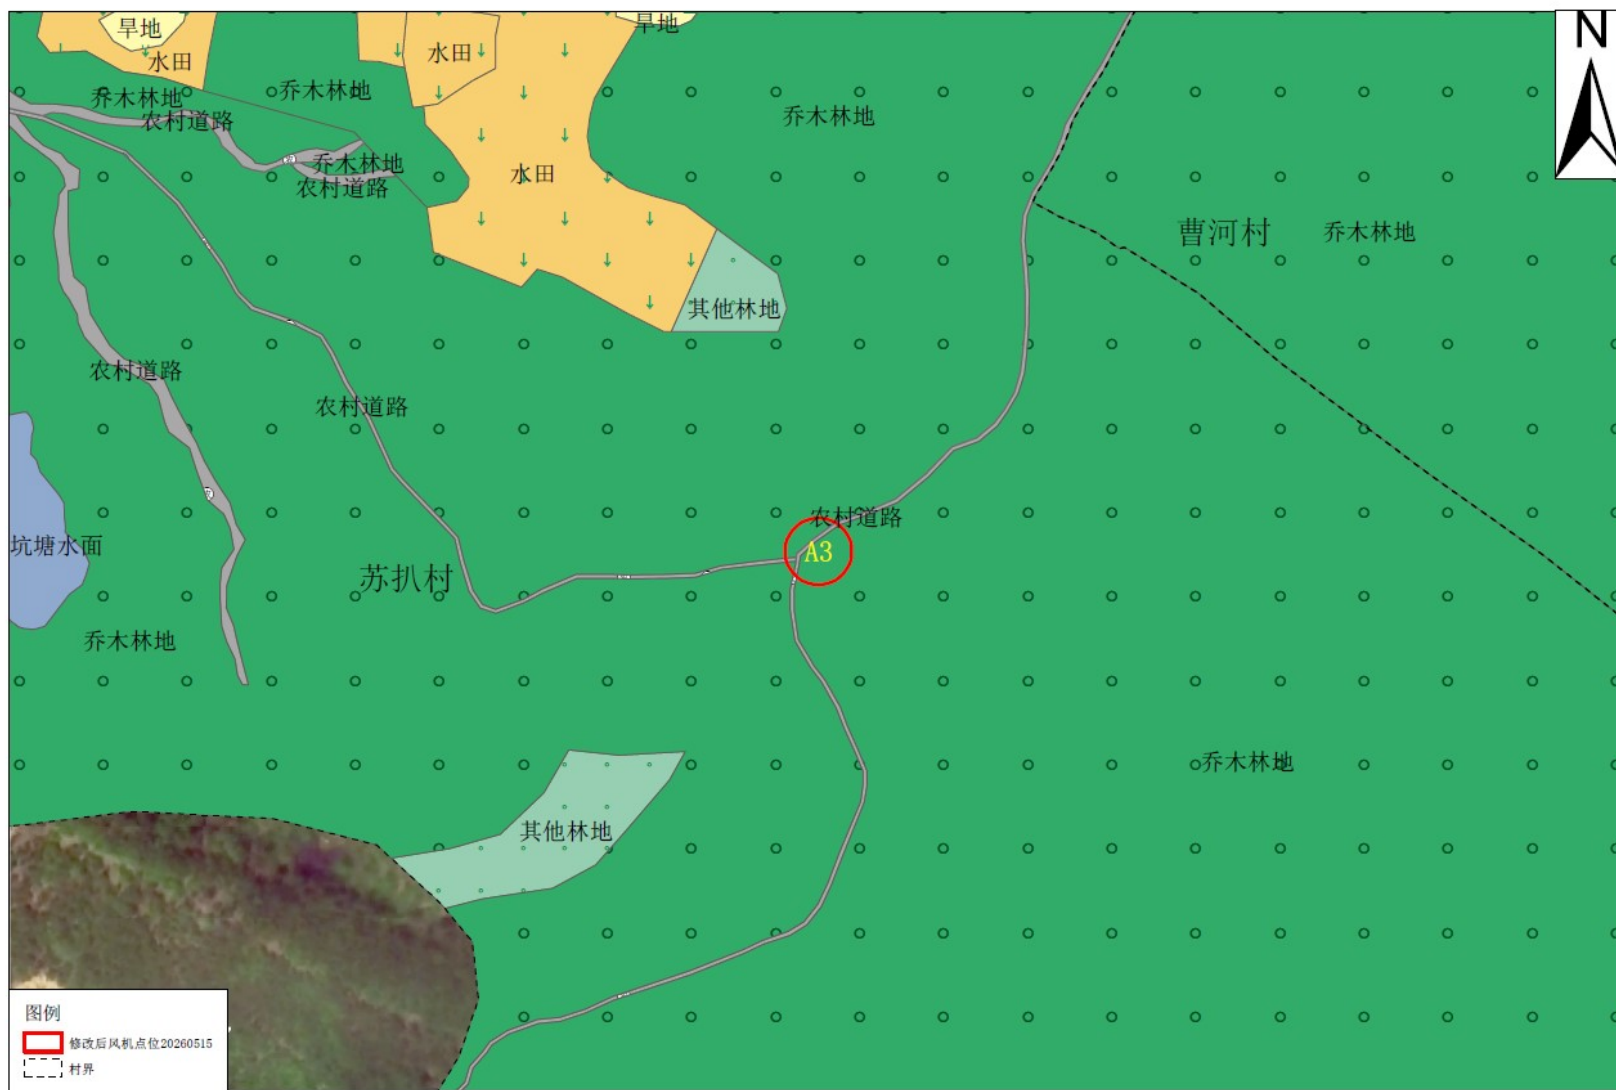 旱地
旱地
N
水田
水田
乔木林地
乔木林地
乔木林地
农村道路
乔木林地
水田
农村道路
曹河村
乔木林地
其他林地
农村道路
农村道路
农村道路
坑塘水面
A3
苏扒村
乔木林地
乔木林地
其他林地
图例
修改后风机点位20260515
村界